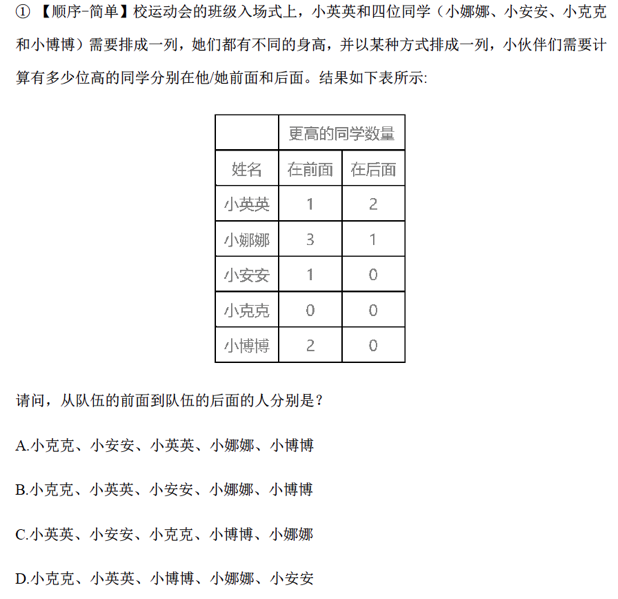 ① 【顺序-简单】校运动会的班级入场式上，小英英和四位同学（小娜娜、小安安、小克克
和小博博）需要排成一列，她们都有不同的身高，并以某种方式排成一列，小伙伴们需要计
算有多少位高的同学分别在他/她前面和后面。结果如下表所示:
更高的同学数量
姓名 在前面 在后面
小英英 1 2
小娜娜 3 1
小安安 1 0
小克克 0 0
小博博 2 0
请问，从队伍的前面到队伍的后面的人分别是？
A.小克克、小安安、小英英、小娜娜、小博博
B.小克克、小英英、小安安、小娜娜、小博博
C.小英英、小安安、小克克、小博博、小娜娜
D.小克克、小英英、小博博、小娜娜、小安安